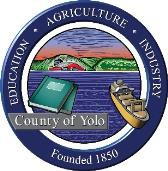 EDUCATION • AGRICULTURE • INDUSTRY
County of Yolo
Founded 1850